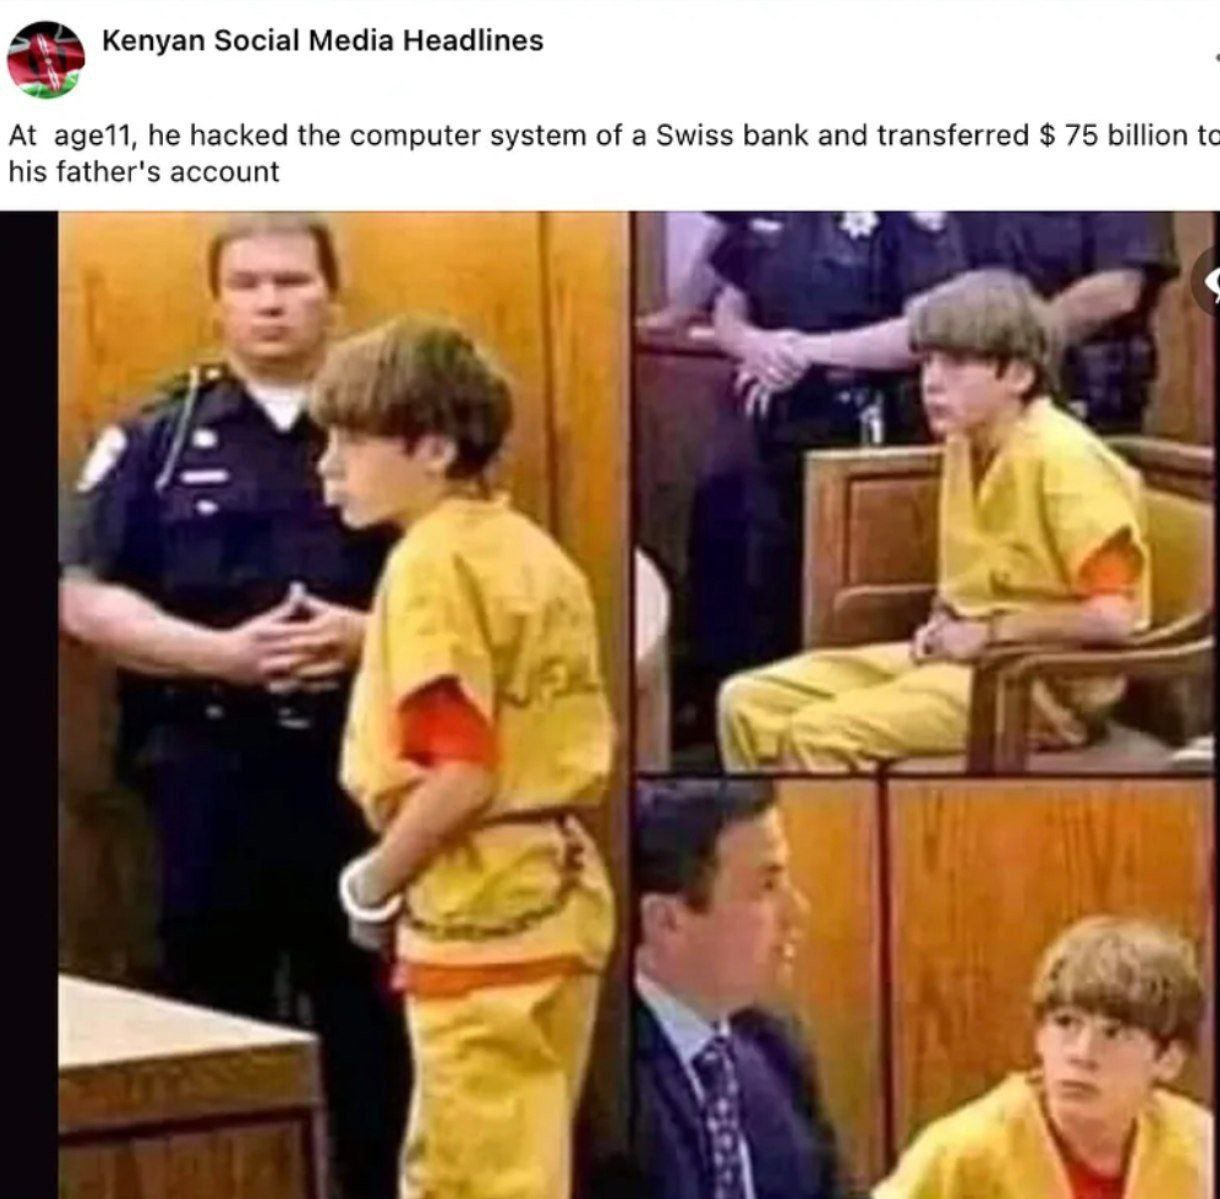 Kenyan Social Media Headlines
At age11, he hacked the computer system of a Swiss bank and transferred $ 75 billion to
his father's account